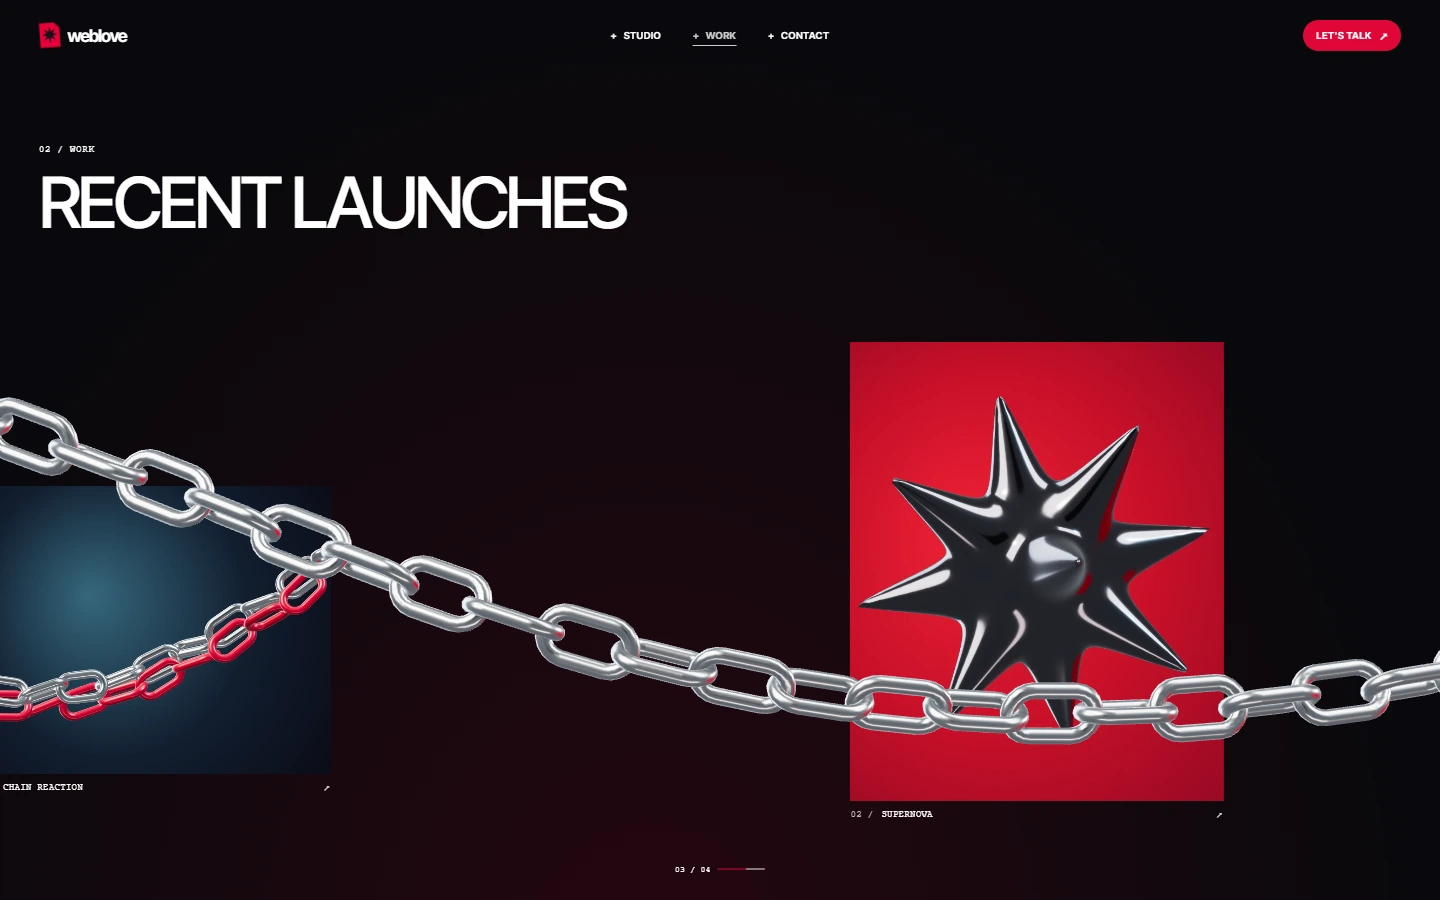 weblove
+ STUDIO
+ WORK
+ CONTACT
LET'S TALK ↗
02 / WORK
RECENT LAUNCHES
CHAIN REACTION ↗
02 / SUPERNOVA ↗
03 / 04